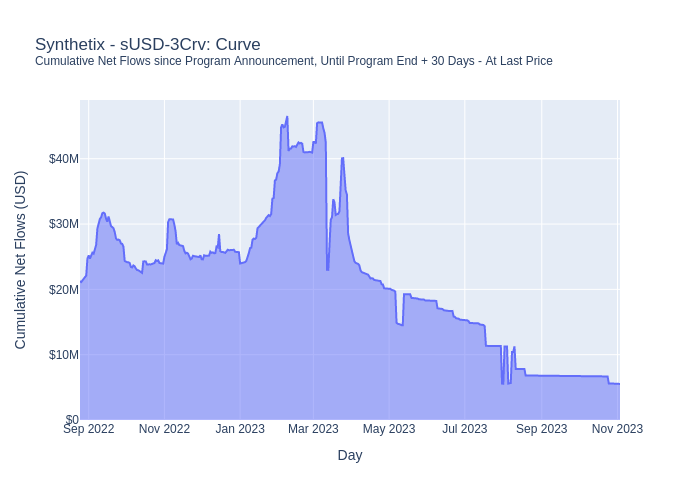 Synthetix - sUSD-3Crv: Curve
Cumulative Net Flows since Program Announcement, Until Program End + 30 Days - At Last Price
Cumulative Net Flows (USD)
$40M
$30M
$20M
$10M
$0
Sep 2022 Nov 2022 Jan 2023 Mar 2023 May 2023 Jul 2023 Sep 2023 Nov 2023
Day